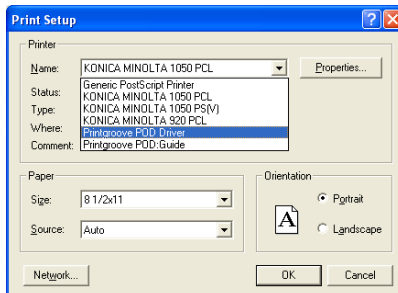 Print Setup
Printer
Name: KONICA MINOLTA 1050 PCL Properties...
Status: Generic PostScript Printer
KONICA MINOLTA 1050 PCL
Type: KONICA MINOLTA 1050 PS(V)
Where: KONICA MINOLTA 920 PCL
Printgroove POD Driver
Comment: Printgroove POD:Guide
Paper
Size: 8 1/2x11
Source: Auto
Orientation
A
Portrait
Landscape
Network... OK Cancel